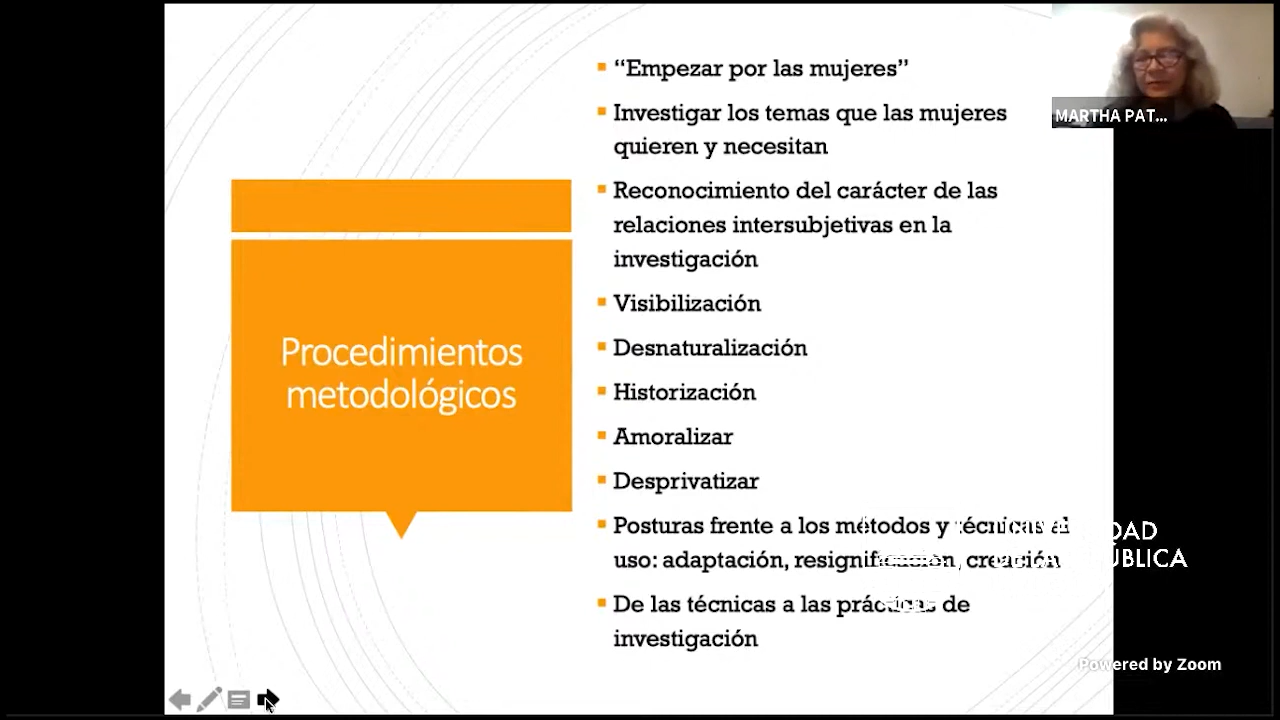 “Empezar por las mujeres”
Investigar los temas que las mujeres
quieren y necesitan
Reconocimiento del carácter de las
relaciones intersubjetivas en la
investigación
Visibilización
Desnaturalización
Historización
Amoralizar
Desprivatizar
Posturas frente a los métodos y técnicas
uso: adaptación, resignificación, creación
De las técnicas a las prácticas de
investigación
Procedimientos
metodológicos
MARTHA PAT...
Powered by Zoom